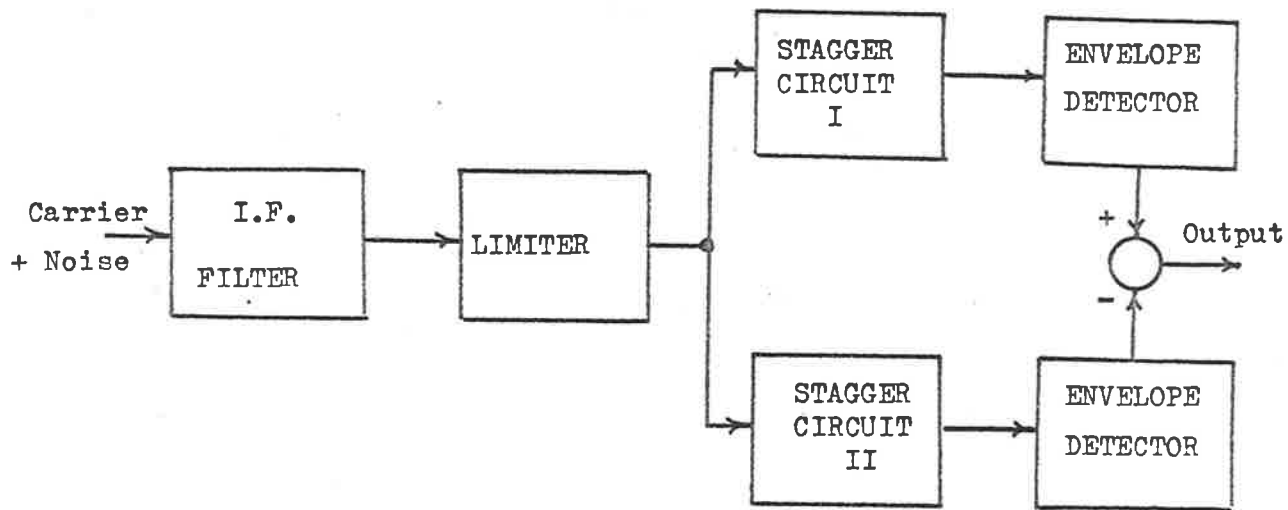 Carrier
+ Noise
I.F.
FILTER
LIMITER
STAGGER
CIRCUIT
I
ENVELOPE
DETECTOR
+
Output
-
STAGGER
CIRCUIT
II
ENVELOPE
DETECTOR